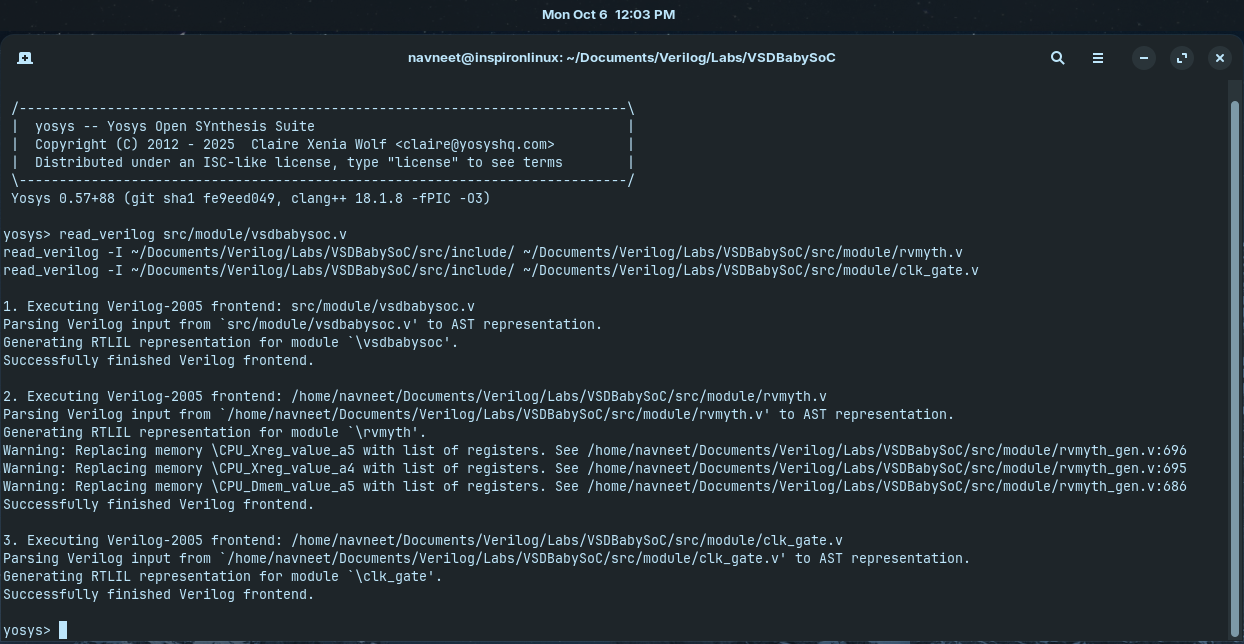 Mon Oct 6  12:03 PM
navneet@inspironlinux: ~/Documents/Verilog/Labs/VSDBabySoC
 /----------------------------------------------------------------------------\
 |  yosys -- Yosys Open SYnthesis Suite                                       |
 |  Copyright (C) 2012 - 2025  Claire Xenia Wolf <claire@yosyshq.com>         |
 |  Distributed under an ISC-like license, type "license" to see terms        |
 \----------------------------------------------------------------------------/
 Yosys 0.57+88 (git sha1 fe9eed049, clang++ 18.1.8 -fPIC -O3)
yosys> read_verilog src/module/vsdbabysoc.v
read_verilog -I ~/Documents/Verilog/Labs/VSDBabySoC/src/include/ ~/Documents/Verilog/Labs/VSDBabySoC/src/module/rvmyth.v
read_verilog -I ~/Documents/Verilog/Labs/VSDBabySoC/src/include/ ~/Documents/Verilog/Labs/VSDBabySoC/src/module/clk_gate.v
1. Executing Verilog-2005 frontend: src/module/vsdbabysoc.v
Parsing Verilog input from `src/module/vsdbabysoc.v' to AST representation.
Generating RTLIL representation for module `\vsdbabysoc'.
Successfully finished Verilog frontend.
2. Executing Verilog-2005 frontend: /home/navneet/Documents/Verilog/Labs/VSDBabySoC/src/module/rvmyth.v
Parsing Verilog input from `/home/navneet/Documents/Verilog/Labs/VSDBabySoC/src/module/rvmyth.v' to AST representation.
Generating RTLIL representation for module `\rvmyth'.
Warning: Replacing memory \CPU_Xreg_value_a5 with list of registers. See /home/navneet/Documents/Verilog/Labs/VSDBabySoC/src/module/rvmyth_gen.v:696
Warning: Replacing memory \CPU_Xreg_value_a4 with list of registers. See /home/navneet/Documents/Verilog/Labs/VSDBabySoC/src/module/rvmyth_gen.v:695
Warning: Replacing memory \CPU_Dmem_value_a5 with list of registers. See /home/navneet/Documents/Verilog/Labs/VSDBabySoC/src/module/rvmyth_gen.v:686
Successfully finished Verilog frontend.
3. Executing Verilog-2005 frontend: /home/navneet/Documents/Verilog/Labs/VSDBabySoC/src/module/clk_gate.v
Parsing Verilog input from `/home/navneet/Documents/Verilog/Labs/VSDBabySoC/src/module/clk_gate.v' to AST representation.
Generating RTLIL representation for module `\clk_gate'.
Successfully finished Verilog frontend.
yosys>